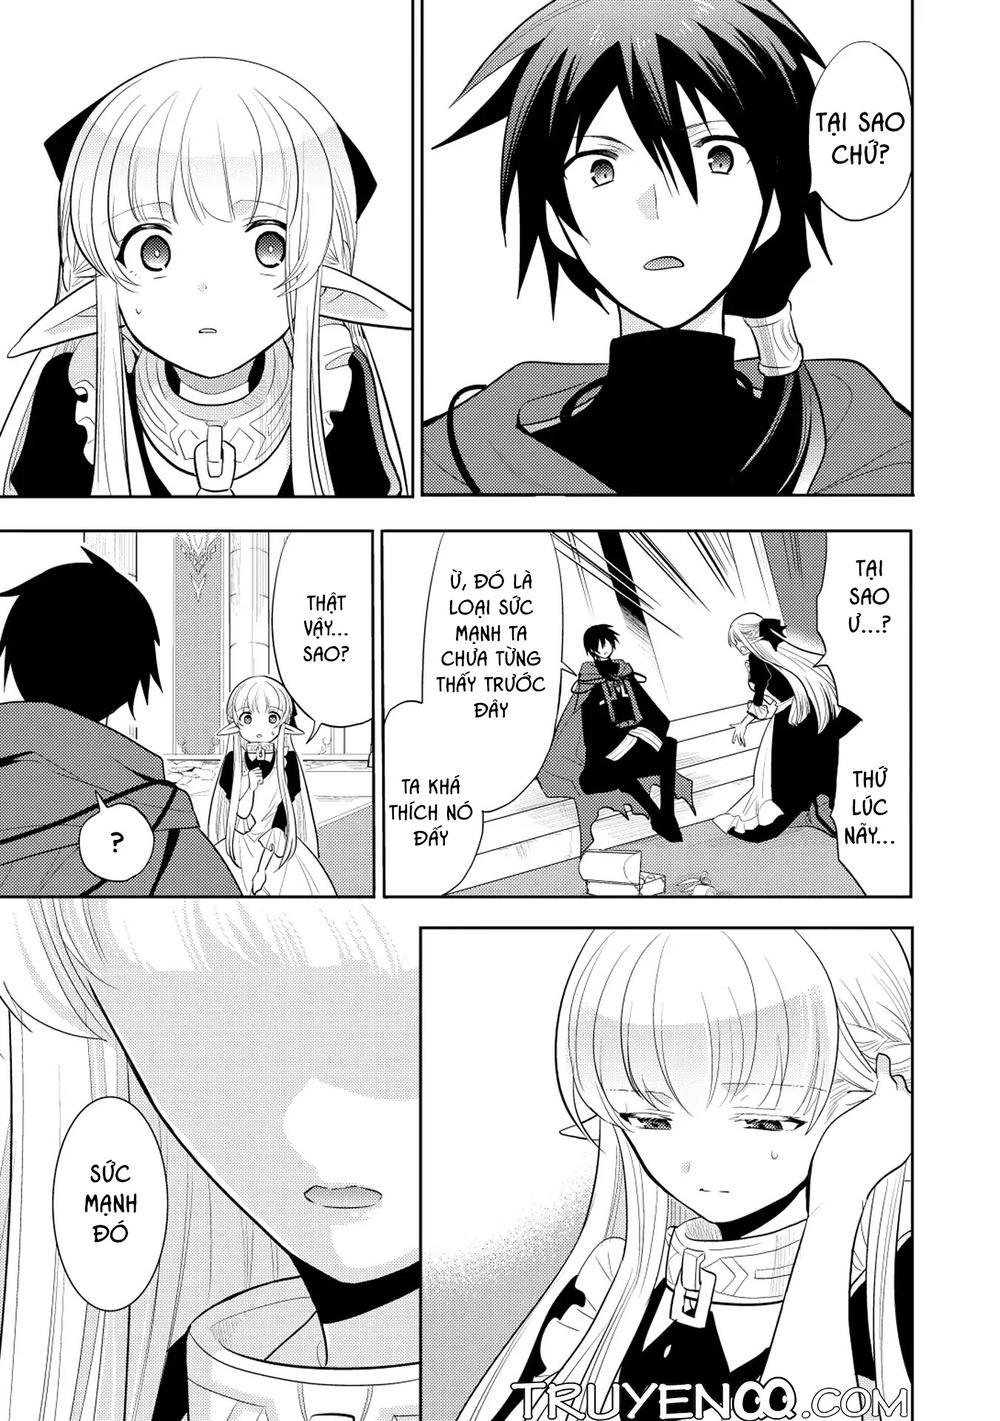 TẠI SAO
CHỨ?
TẠI
SAO
Ư...?
THỨ
LÚC
NÃY...
Ừ, ĐÓ LÀ
LOẠI SỨC
MẠNH TA
CHƯA TỪNG
THẤY TRƯỚC
ĐÂY
TA KHÁ
THÍCH NÓ
ĐẤY
THẬT
VẬY...
SAO?
?
SỨC
MẠNH
ĐÓ
TRUYENQQ.COM